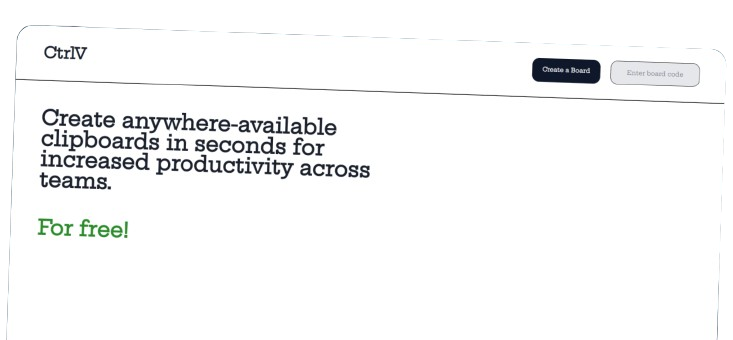 CtrlV
Create a Board
Enter board code
Create anywhere-available
clipboards in seconds for
increased productivity across
teams.
For free!